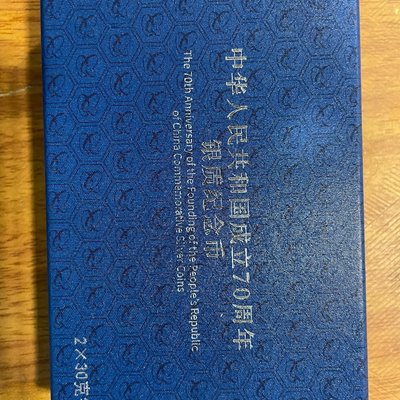 中华人民共和国成立70周年
银质纪念币
The 70th Anniversary of the Founding of the People's Republic
of China Commemorative Silver Coins
2×30克